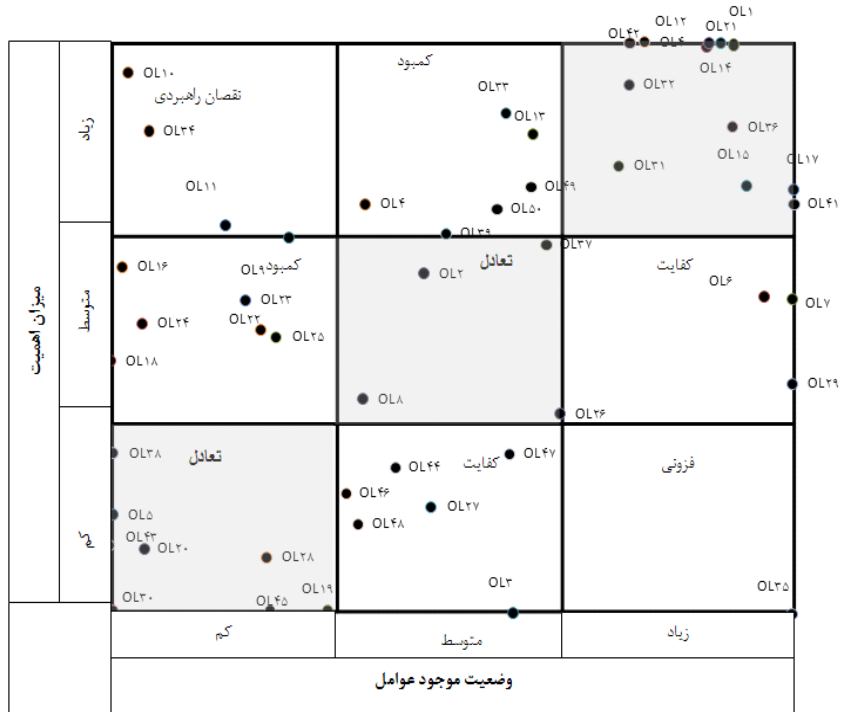 OL۱
OL۱۲
OL۲۱
OL۴۲
OL۴
کمبود
OL۱۴
OL۱۰
OL۳۲
نقصان راهبردی
OL۳۳
OL۱۳
OL۳۴
OL۳۶
زیاد
OL۱۵
OL۱۷
OL۳۱
OL۱۱
OL۴۹
OL۴
OL۵۰
OL۴۱
OL۳۹
OL۳۷
کمبود
تعادل
کفایت
OL۱۶
OL۹
OL۲
OL۶
OL۲۳
OL۷
میزان اهمیت
متوسط
OL۲۴
OL۲۲
OL۲۵
OL۱۸
OL۲۹
OL۸
OL۲۶
OL۳۸
تعادل
OL۴۴
کفایت
OL۴۷
فزونی
OL۴۶
OL۵
OL۲۷
OL۴۸
کم
OL۴۳
OL۲۰
OL۲۸
OL۳۰
OL۴۵
OL۱۹
OL۳
OL۳۵
کم
متوسط
زیاد
وضعیت موجود عوامل